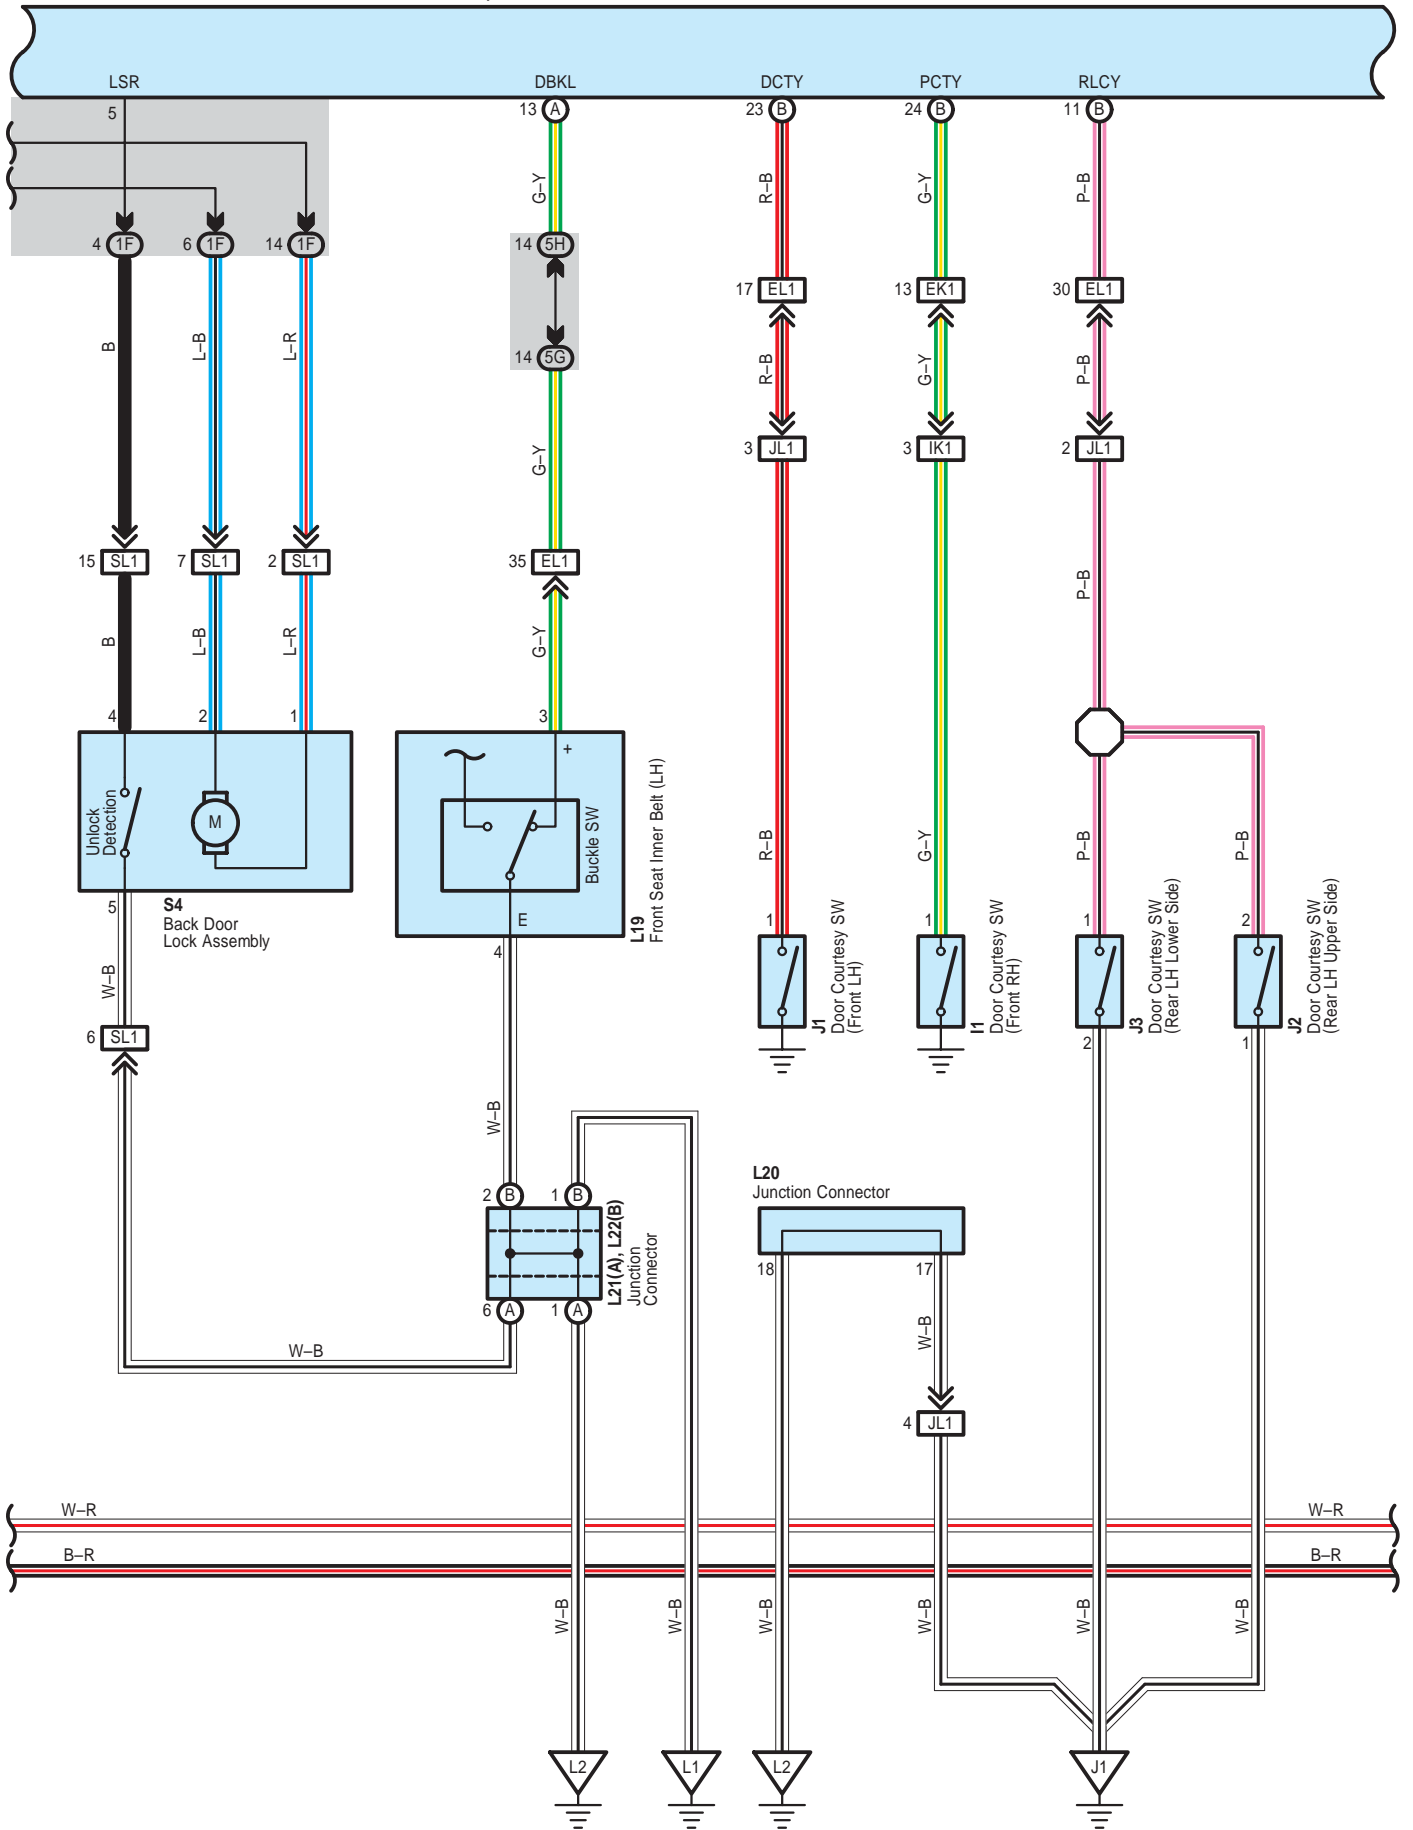 LSR DBKL DCTY PCTY RLCY
5 13 A 23 B 24 B 11 B
G–Y R–B G–Y P–B
4 1F 6 1F 14 1F 14 5H
17 EL1 13 EK1 30 EL1
B L–B L–R 14 5G R–B G–Y P–B
G–Y 3 JL1 3 IK1 2 JL1
15 SL1 7 SL1 2 SL1 35 EL1
P–B
B L–B L–R G–Y
4 2 1 3
+
Unlock
Detection
M
Buckle SW
E
L19
Front Seat Inner Belt (LH)
R–B G–Y P–B P–B
5
S4
Back Door
Lock Assembly
4
1 1 1 2
J1
Door Courtesy SW
(Front LH)
I1
Door Courtesy SW
(Front RH)
J3
Door Courtesy SW
(Rear LH Lower Side)
J2
Door Courtesy SW
(Rear LH Upper Side)
W–B
6 SL1
2 1
W–B
L20
Junction Connector
2 B 1 B
L21(A), L22(B)
Junction
Connector
18 17
6 A 1 A
W–B
W–B
4 JL1
W–R W–R
B–R B–R
W–B W–B W–B W–B W–B W–B
L2 L1 L2 J1